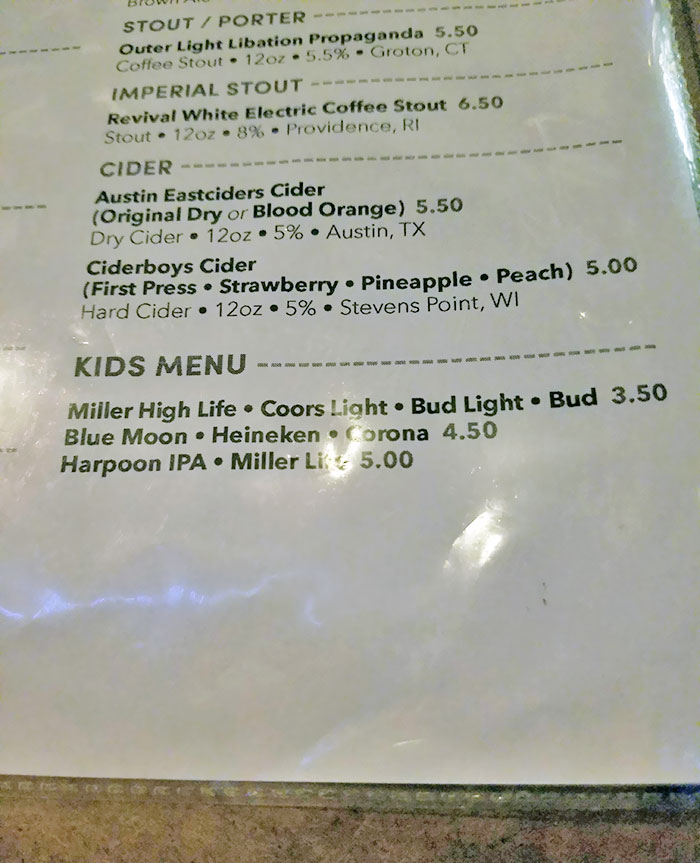 STOUT / PORTER
Outer Light Libation Propaganda 5.50
Coffee Stout • 12oz • 5.5% • Groton, CT
IMPERIAL STOUT
Revival White Electric Coffee Stout 6.50
Stout • 12oz • 8% • Providence, RI
CIDER
Austin Eastciders Cider
(Original Dry or Blood Orange) 5.50
Dry Cider • 12oz • 5% • Austin, TX
Ciderboys Cider
(First Press • Strawberry • Pineapple • Peach) 5.00
Hard Cider • 12oz • 5% • Stevens Point, WI
KIDS MENU
Miller High Life • Coors Light • Bud Light • Bud 3.50
Blue Moon • Heineken • Corona 4.50
Harpoon IPA • Miller Lite 5.00